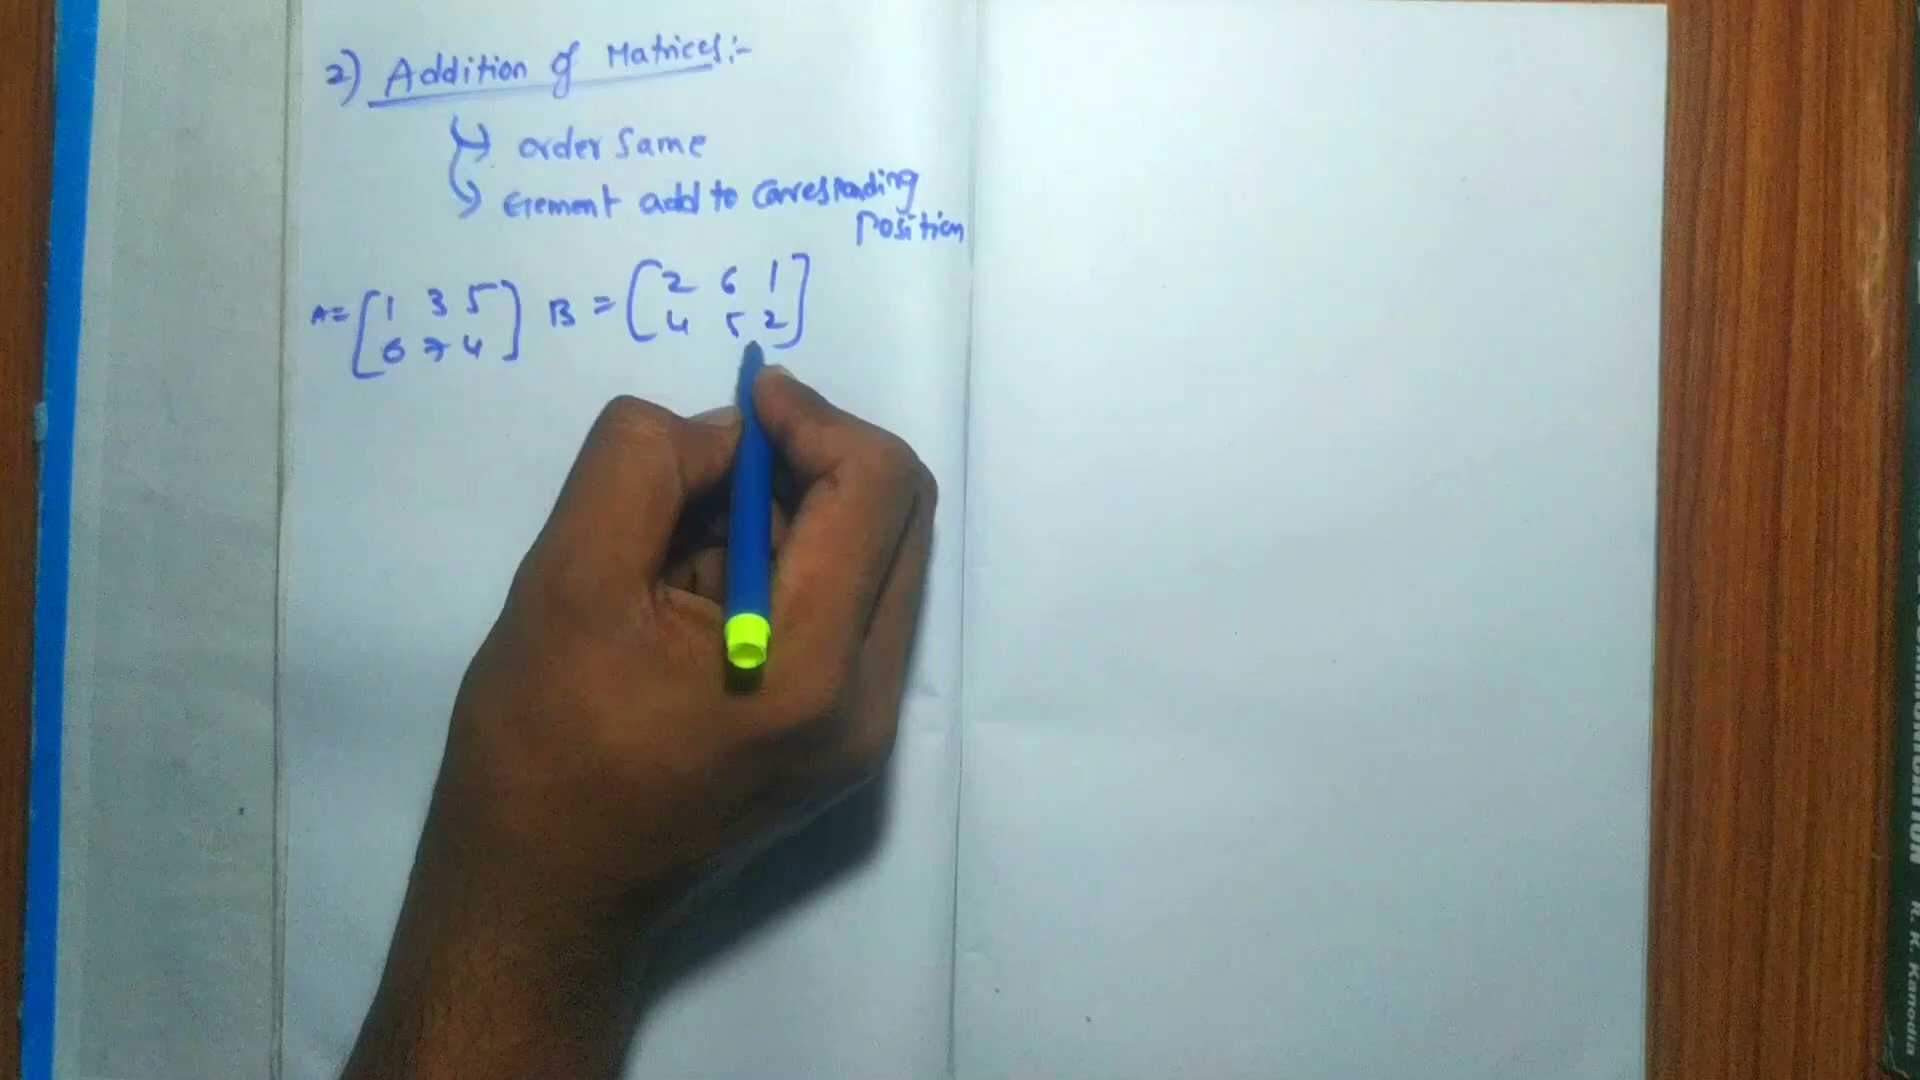 2) Addition of Matrices:-
order same
Element add to Corresponding
Position
A= [1 3 5] B = [2 6 1]
[6 7 4] [4 5 2]
R. K. Kanodia